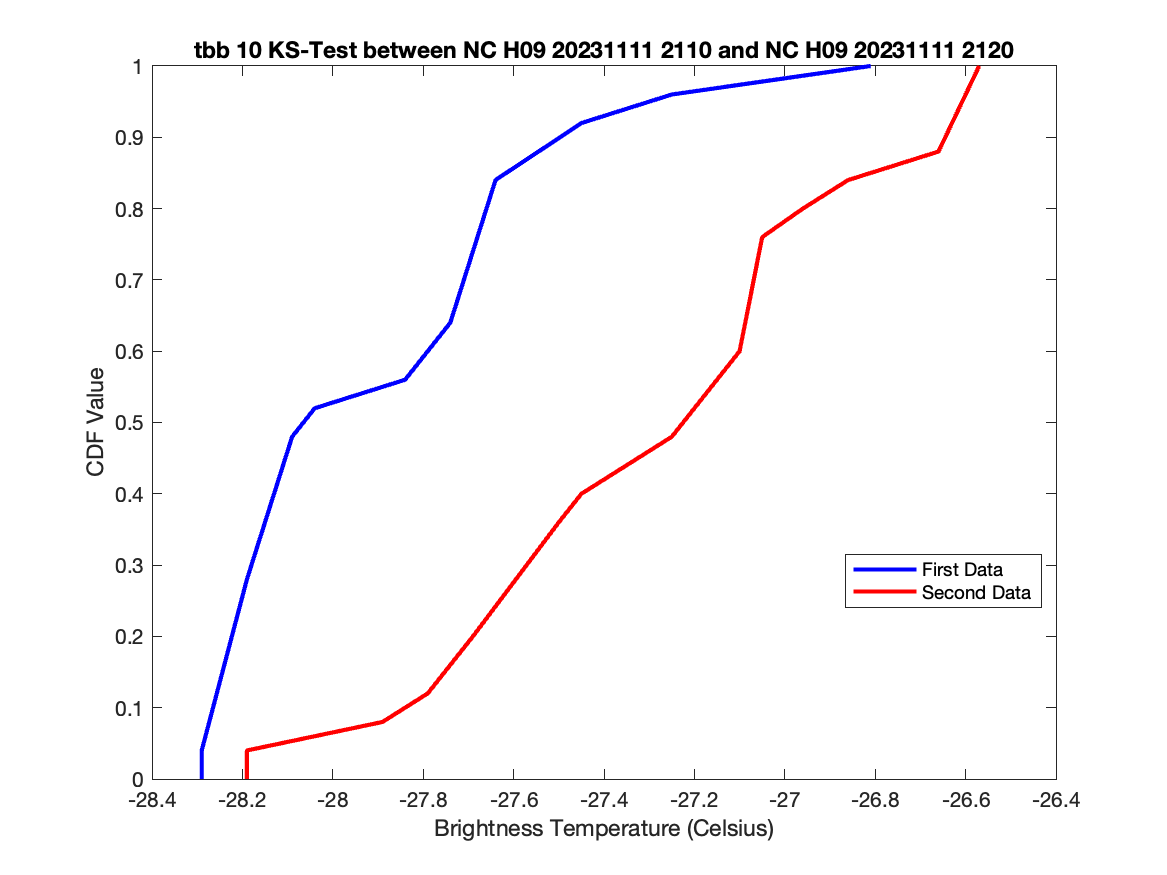 tbb 10 KS-Test between NC H09 20231111 2110 and NC H09 20231111 2120
1
0.9
0.8
0.7
0.6
0.5
0.4
0.3
0.2
0.1
0
CDF Value
First Data
Second Data
-28.4 -28.2 -28 -27.8 -27.6 -27.4 -27.2 -27 -26.8 -26.6 -26.4
Brightness Temperature (Celsius)